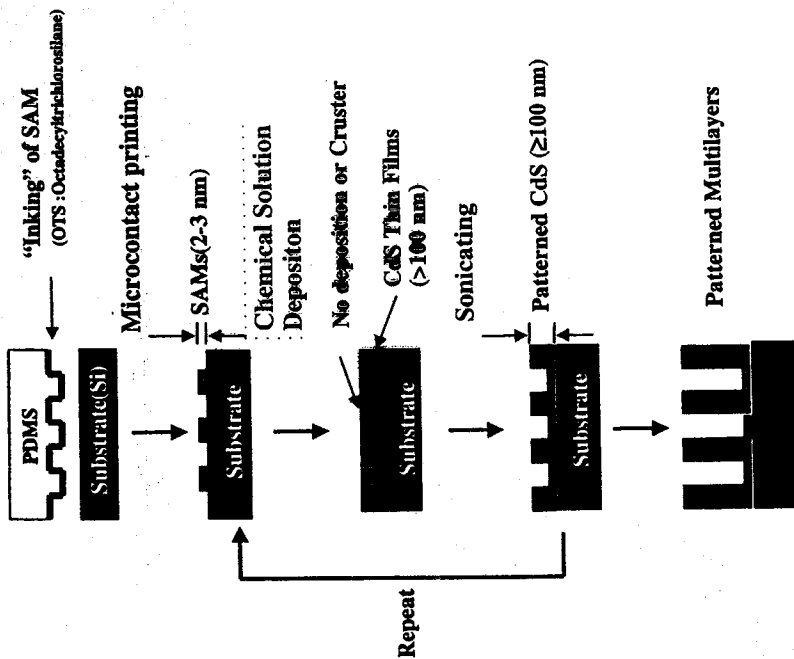 PDMS
"Inking" of SAM
(OTS :Octadecyltrichlorosilane)
Substrate(Si)
Microcontact printing
SAMs(2-3 nm)
Substrate
Chemical Solution
Depositon
No deposition or Cruster
CdS Thin Films
(>100 nm)
Substrate
Sonicating
Patterned CdS (≥100 nm)
Substrate
Repeat
Patterned Multilayers